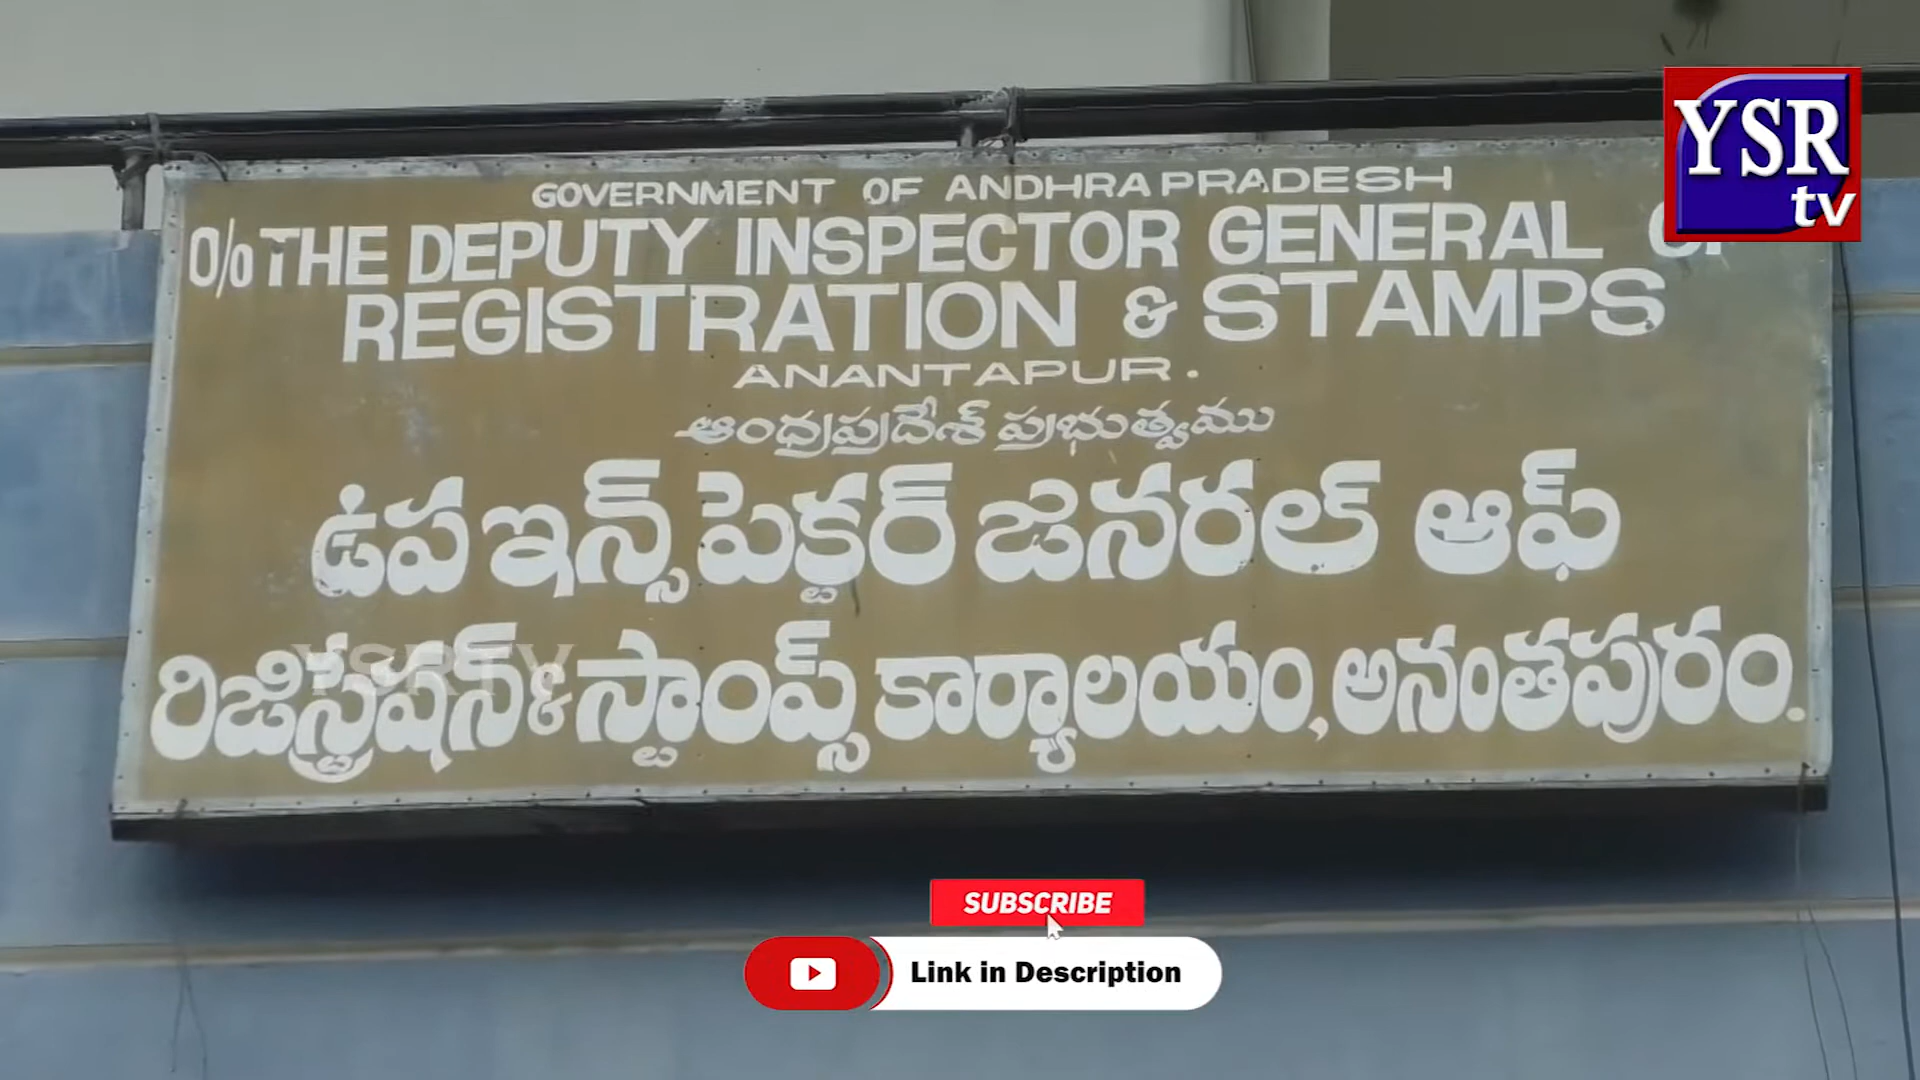 YSR
tv
GOVERNMENT OF ANDHRA PRADESH
O/o THE DEPUTY INSPECTOR GENERAL
REGISTRATION & STAMPS
ANANTAPUR.
ఆంధ్రప్రదేశ్ ప్రభుత్వము
ఉప ఇన్స్పెక్టర్ జనరల్ ఆఫ్
రిజిస్ట్రేషన్ & స్టాంప్స్ కార్యాలయం, అనంతపురం.
YSRTV
SUBSCRIBE
Link in Description